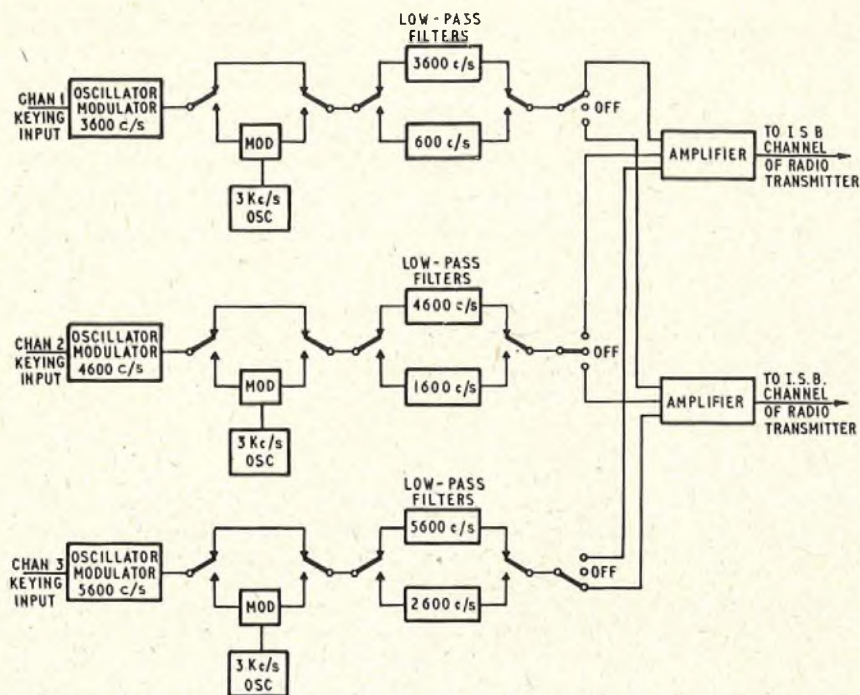 LOW-PASS
FILTERS
CHAN 1
KEYING
INPUT
OSCILLATOR
MODULATOR
3600 c/s
3600 c/s
600 c/s
MOD
3 Kc/s
OSC
OFF
AMPLIFIER
TO I S B
CHANNEL
OF RADIO
TRANSMITTER
LOW-PASS
FILTERS
CHAN 2
KEYING
INPUT
OSCILLATOR
MODULATOR
4600 c/s
4600 c/s
1600 c/s
MOD
3 Kc/s
OSC
OFF
AMPLIFIER
TO I.S.B.
CHANNEL
OF RADIO
TRANSMITTER
LOW-PASS
FILTERS
CHAN 3
KEYING
INPUT
OSCILLATOR
MODULATOR
5600 c/s
5600 c/s
2600 c/s
MOD
3 Kc/s
OSC
OFF